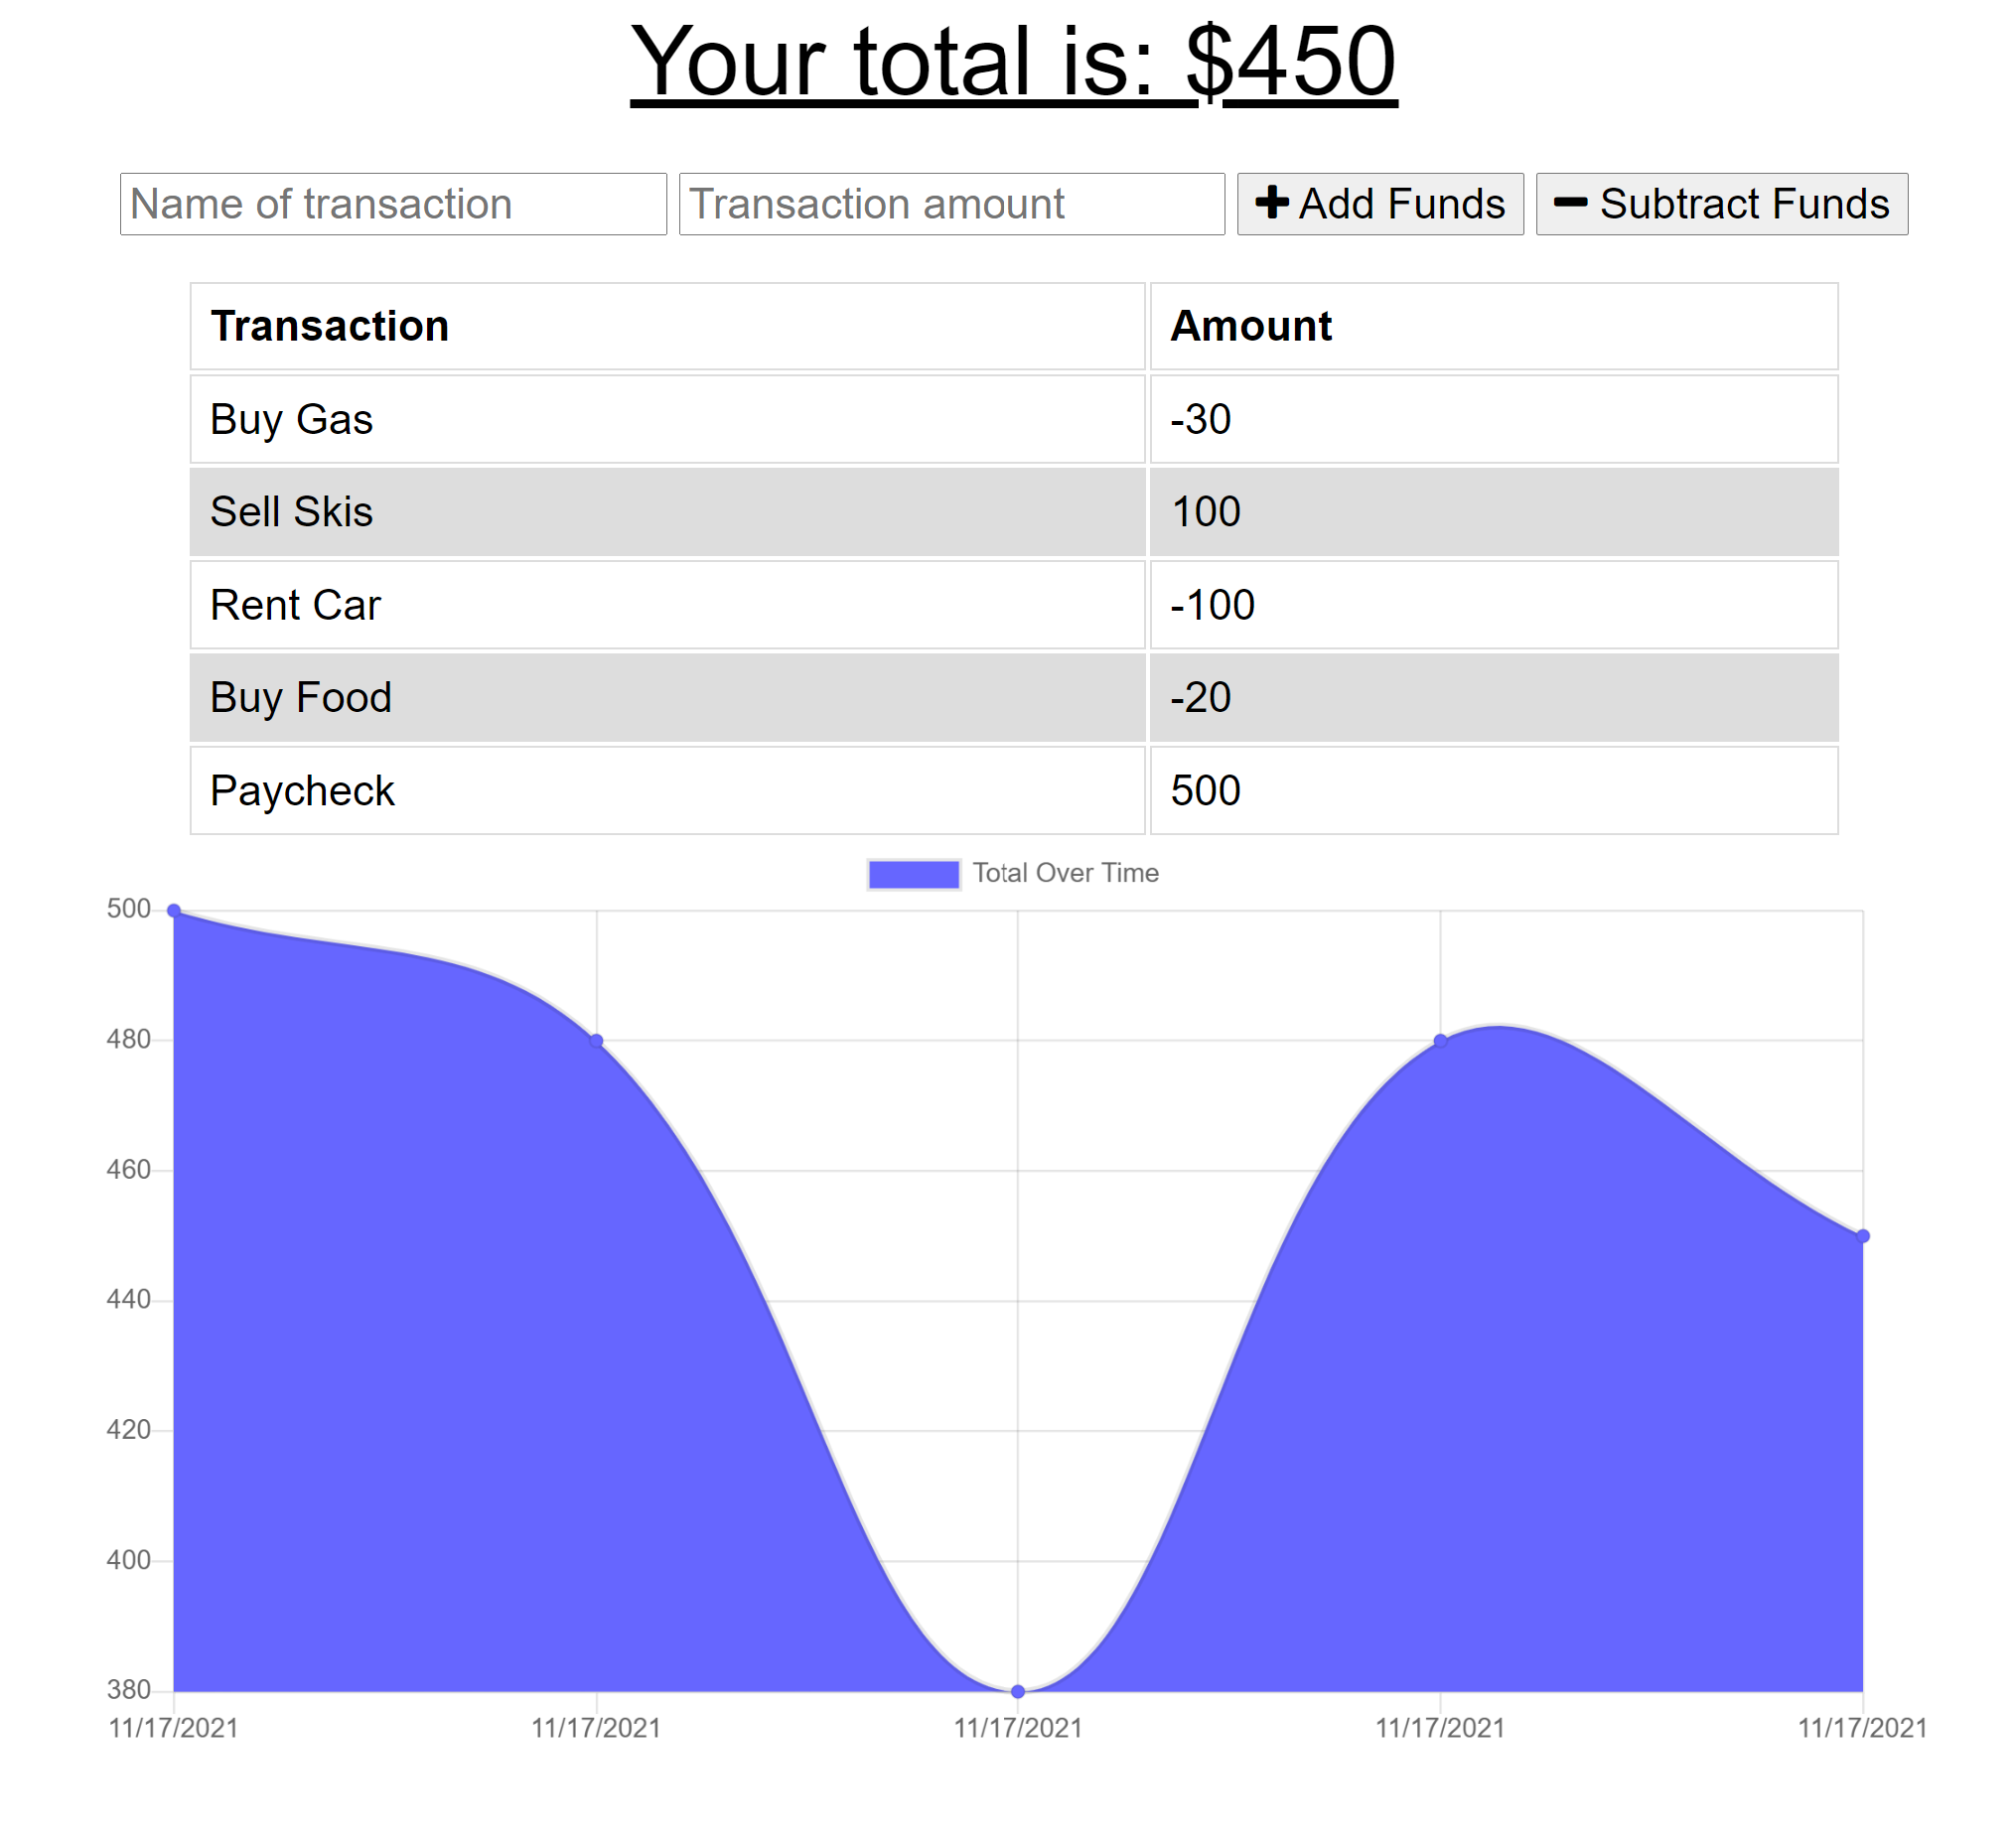 Your total is: $450
Name of transaction Transaction amount Add Funds Subtract Funds
Transaction Amount
Buy Gas -30
Sell Skis 100
Rent Car -100
Buy Food -20
Paycheck 500
Total Over Time
500
480
460
440
420
400
380
11/17/2021 11/17/2021 11/17/2021 11/17/2021 11/17/2021